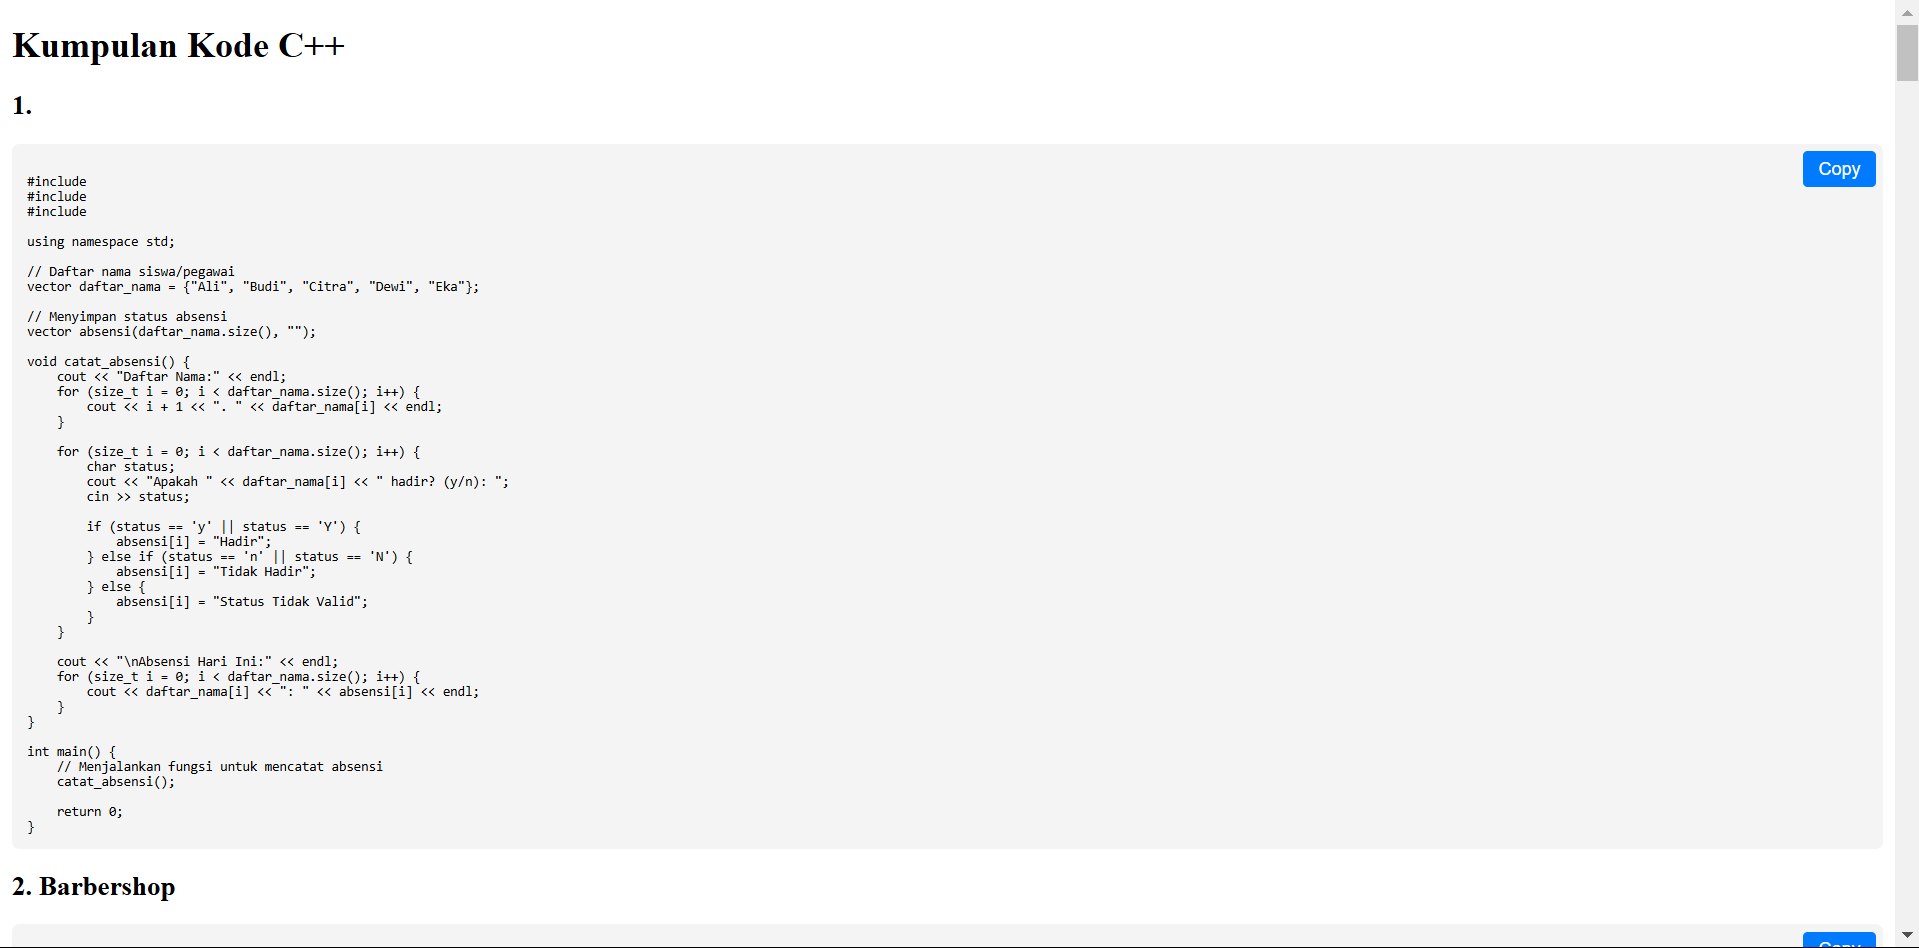 Kumpulan Kode C++
1.
Copy
#include
#include
#include
using namespace std;
// Daftar nama siswa/pegawai
vector daftar_nama = {"Ali", "Budi", "Citra", "Dewi", "Eka"};
// Menyimpan status absensi
vector absensi(daftar_nama.size(), "");
void catat_absensi() {
    cout << "Daftar Nama:" << endl;
    for (size_t i = 0; i < daftar_nama.size(); i++) {
        cout << i + 1 << ". " << daftar_nama[i] << endl;
    }
    for (size_t i = 0; i < daftar_nama.size(); i++) {
        char status;
        cout << "Apakah " << daftar_nama[i] << " hadir? (y/n): ";
        cin >> status;
        if (status == 'y' || status == 'Y') {
            absensi[i] = "Hadir";
        } else if (status == 'n' || status == 'N') {
            absensi[i] = "Tidak Hadir";
        } else {
            absensi[i] = "Status Tidak Valid";
        }
    }
    cout << "\nAbsensi Hari Ini:" << endl;
    for (size_t i = 0; i < daftar_nama.size(); i++) {
        cout << daftar_nama[i] << ": " << absensi[i] << endl;
    }
}
int main() {
    // Menjalankan fungsi untuk mencatat absensi
    catat_absensi();
    return 0;
}
2. Barbershop
Copy